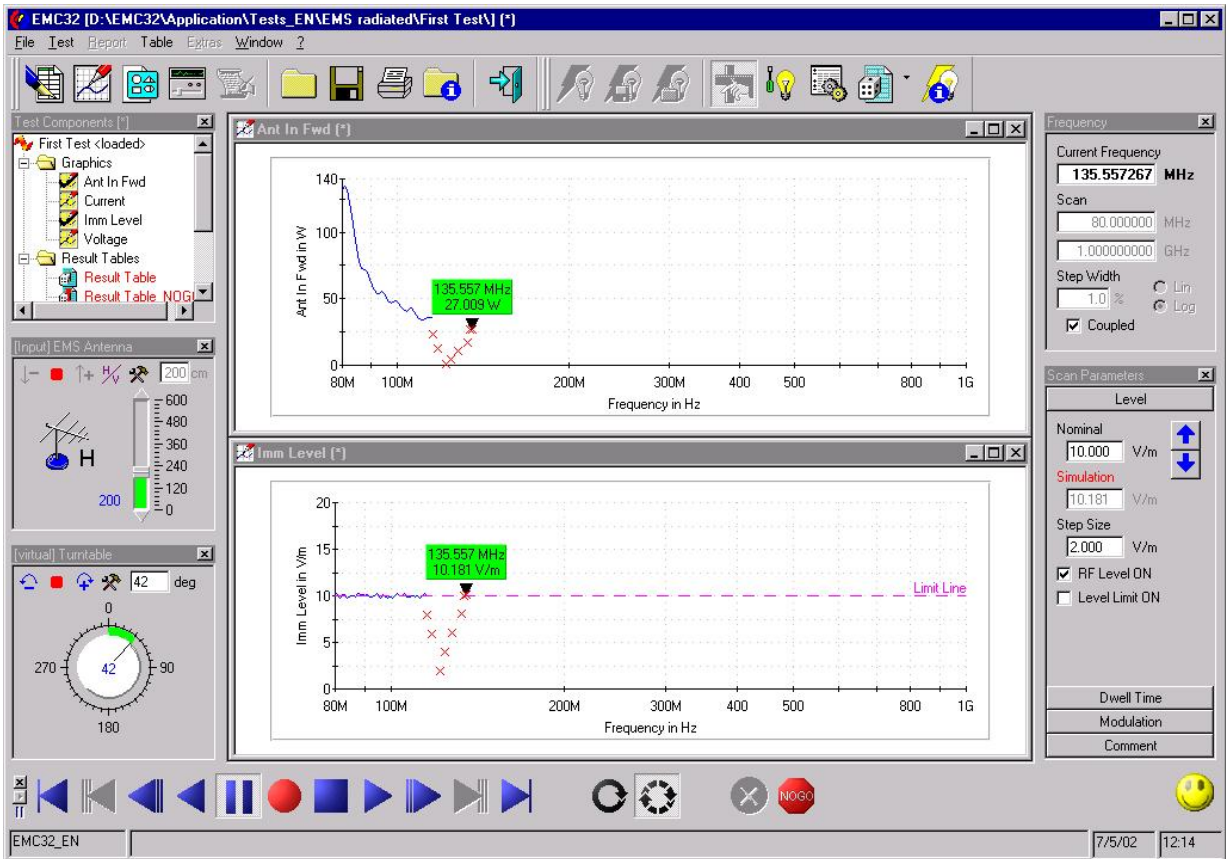 EMC32 [D:\EMC32\Application\Tests_EN\EMS radiated\First Test\] (*)
File Test Report Table Extras Window ?
Test Components [*]
First Test <loaded>
Graphics
Ant In Fwd
Current
Imm Level
Voltage
Result Tables
Result Table
Result Table NOG
[Input] EMS Antenna
H/V
200 cm
600
480
360
240
120
0
H
200
[virtual] Turntable
42 deg
0
270
42
90
180
Ant In Fwd (*)
140
100
50
0
Ant In Fwd in W
135.557 MHz
27.009 W
80M 100M 200M 300M 400 500 800 1G
Frequency in Hz
Imm Level (*)
20
15
10
5
0
Imm Level in V/m
135.557 MHz
10.181 V/m
Limit Line
80M 100M 200M 300M 400 500 800 1G
Frequency in Hz
Frequency
Current Frequency
135.557267 MHz
Scan
80.000000 MHz
1.000000000 GHz
Step Width
1.0 %
Lin
Log
Coupled
Scan Parameters
Level
Nominal
10.000 V/m
Simulation
10.181 V/m
Step Size
2.000 V/m
RF Level ON
Level Limit ON
Dwell Time
Modulation
Comment
NOGO
EMC32_EN
7/5/02
12:14